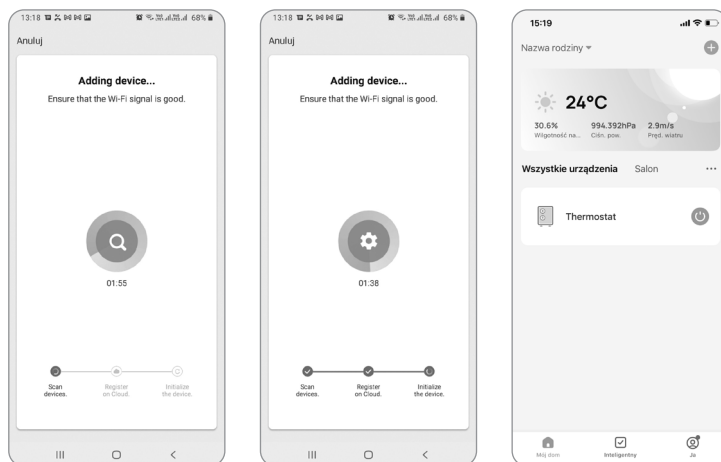 13:18 68%
Anuluj
Adding device...
Ensure that the Wi-Fi signal is good.
01:55
Scan
devices.
Register
on Cloud.
Initialize
the device.
13:18 68%
Anuluj
Adding device...
Ensure that the Wi-Fi signal is good.
01:38
Scan
devices.
Register
on Cloud.
Initialize
the device.
15:19
Nazwa rodziny
24°C
30.6% 994.392hPa 2.9m/s
Wilgotność na... Ciśn. pow. Pręd. wiatru
Wszystkie urządzenia Salon ...
Thermostat
Mój dom Inteligentny Ja